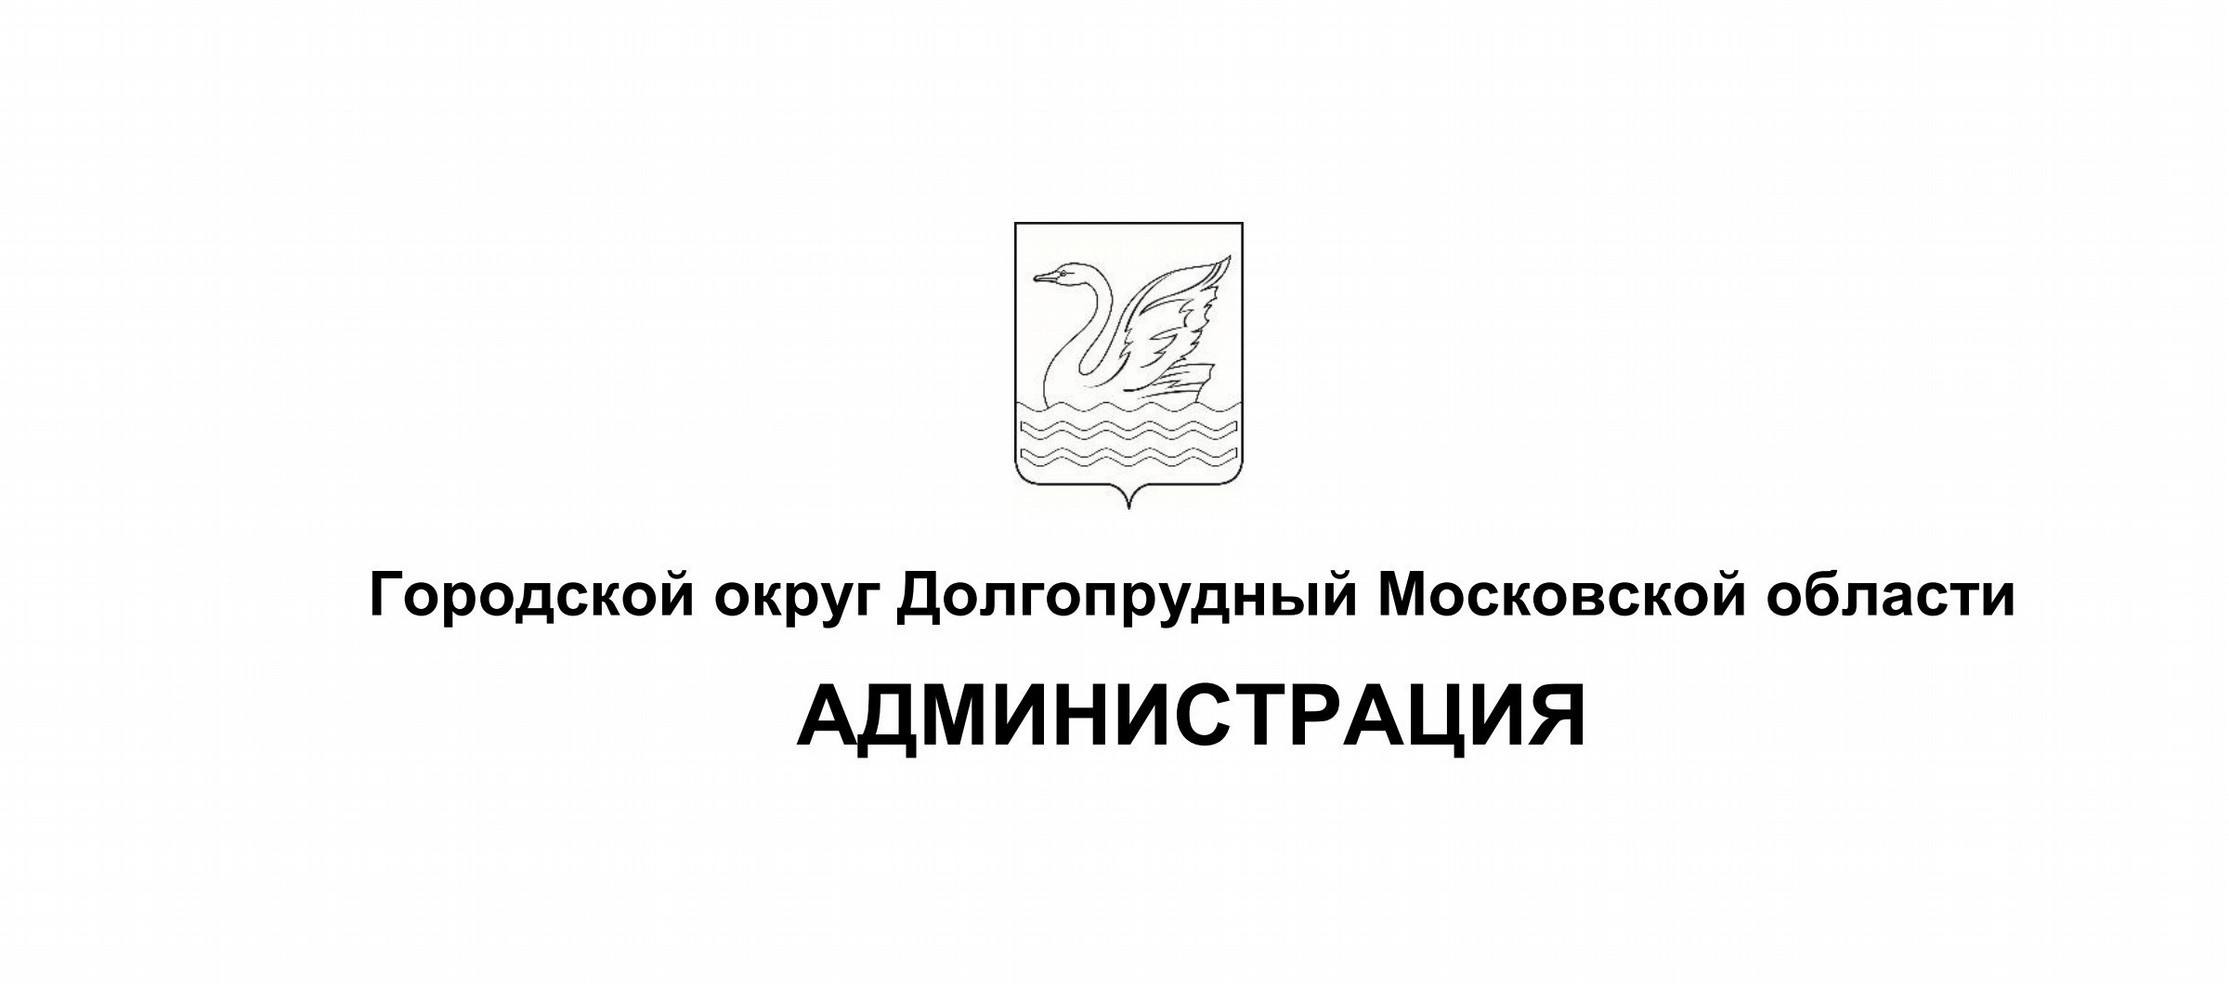 Городской округ Долгопрудный Московской области
АДМИНИСТРАЦИЯ